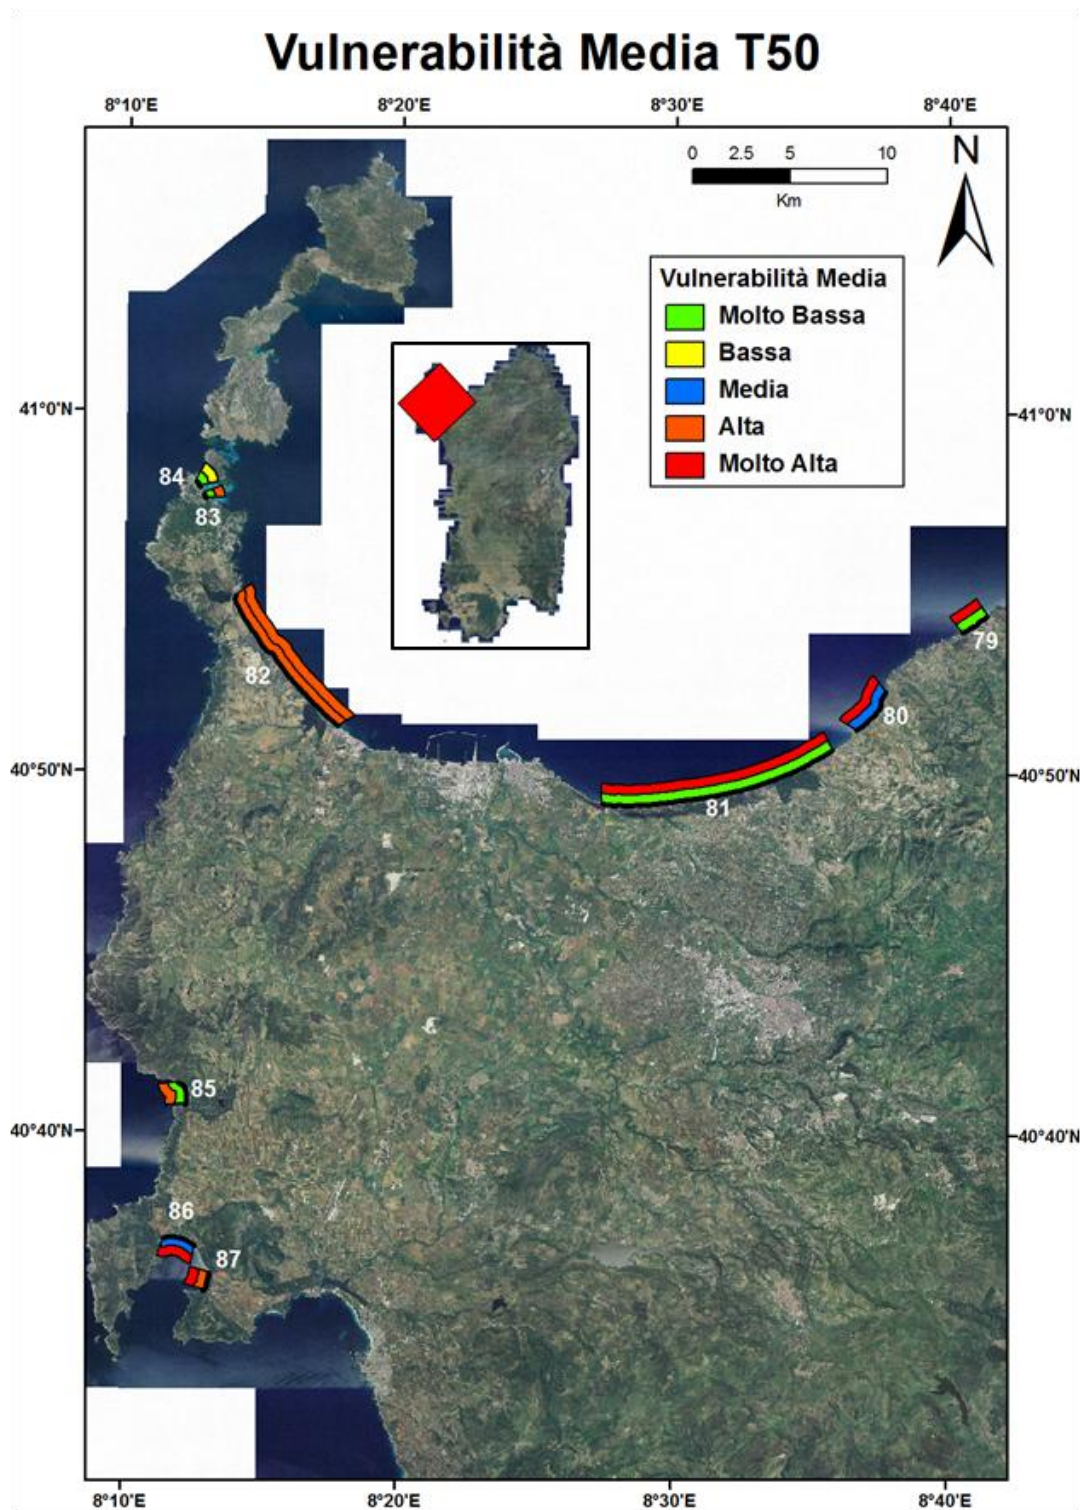 Vulnerabilità Media T50
8°10'E 8°20'E 8°30'E 8°40'E
0 2.5 5 10
Km
N
Vulnerabilità Media
Molto Bassa
Bassa
Media
Alta
Molto Alta
41°0'N 41°0'N
84
83
79
82
80
40°50'N 40°50'N
81
85
40°40'N 40°40'N
86
87
8°10'E 8°20'E 8°30'E 8°40'E